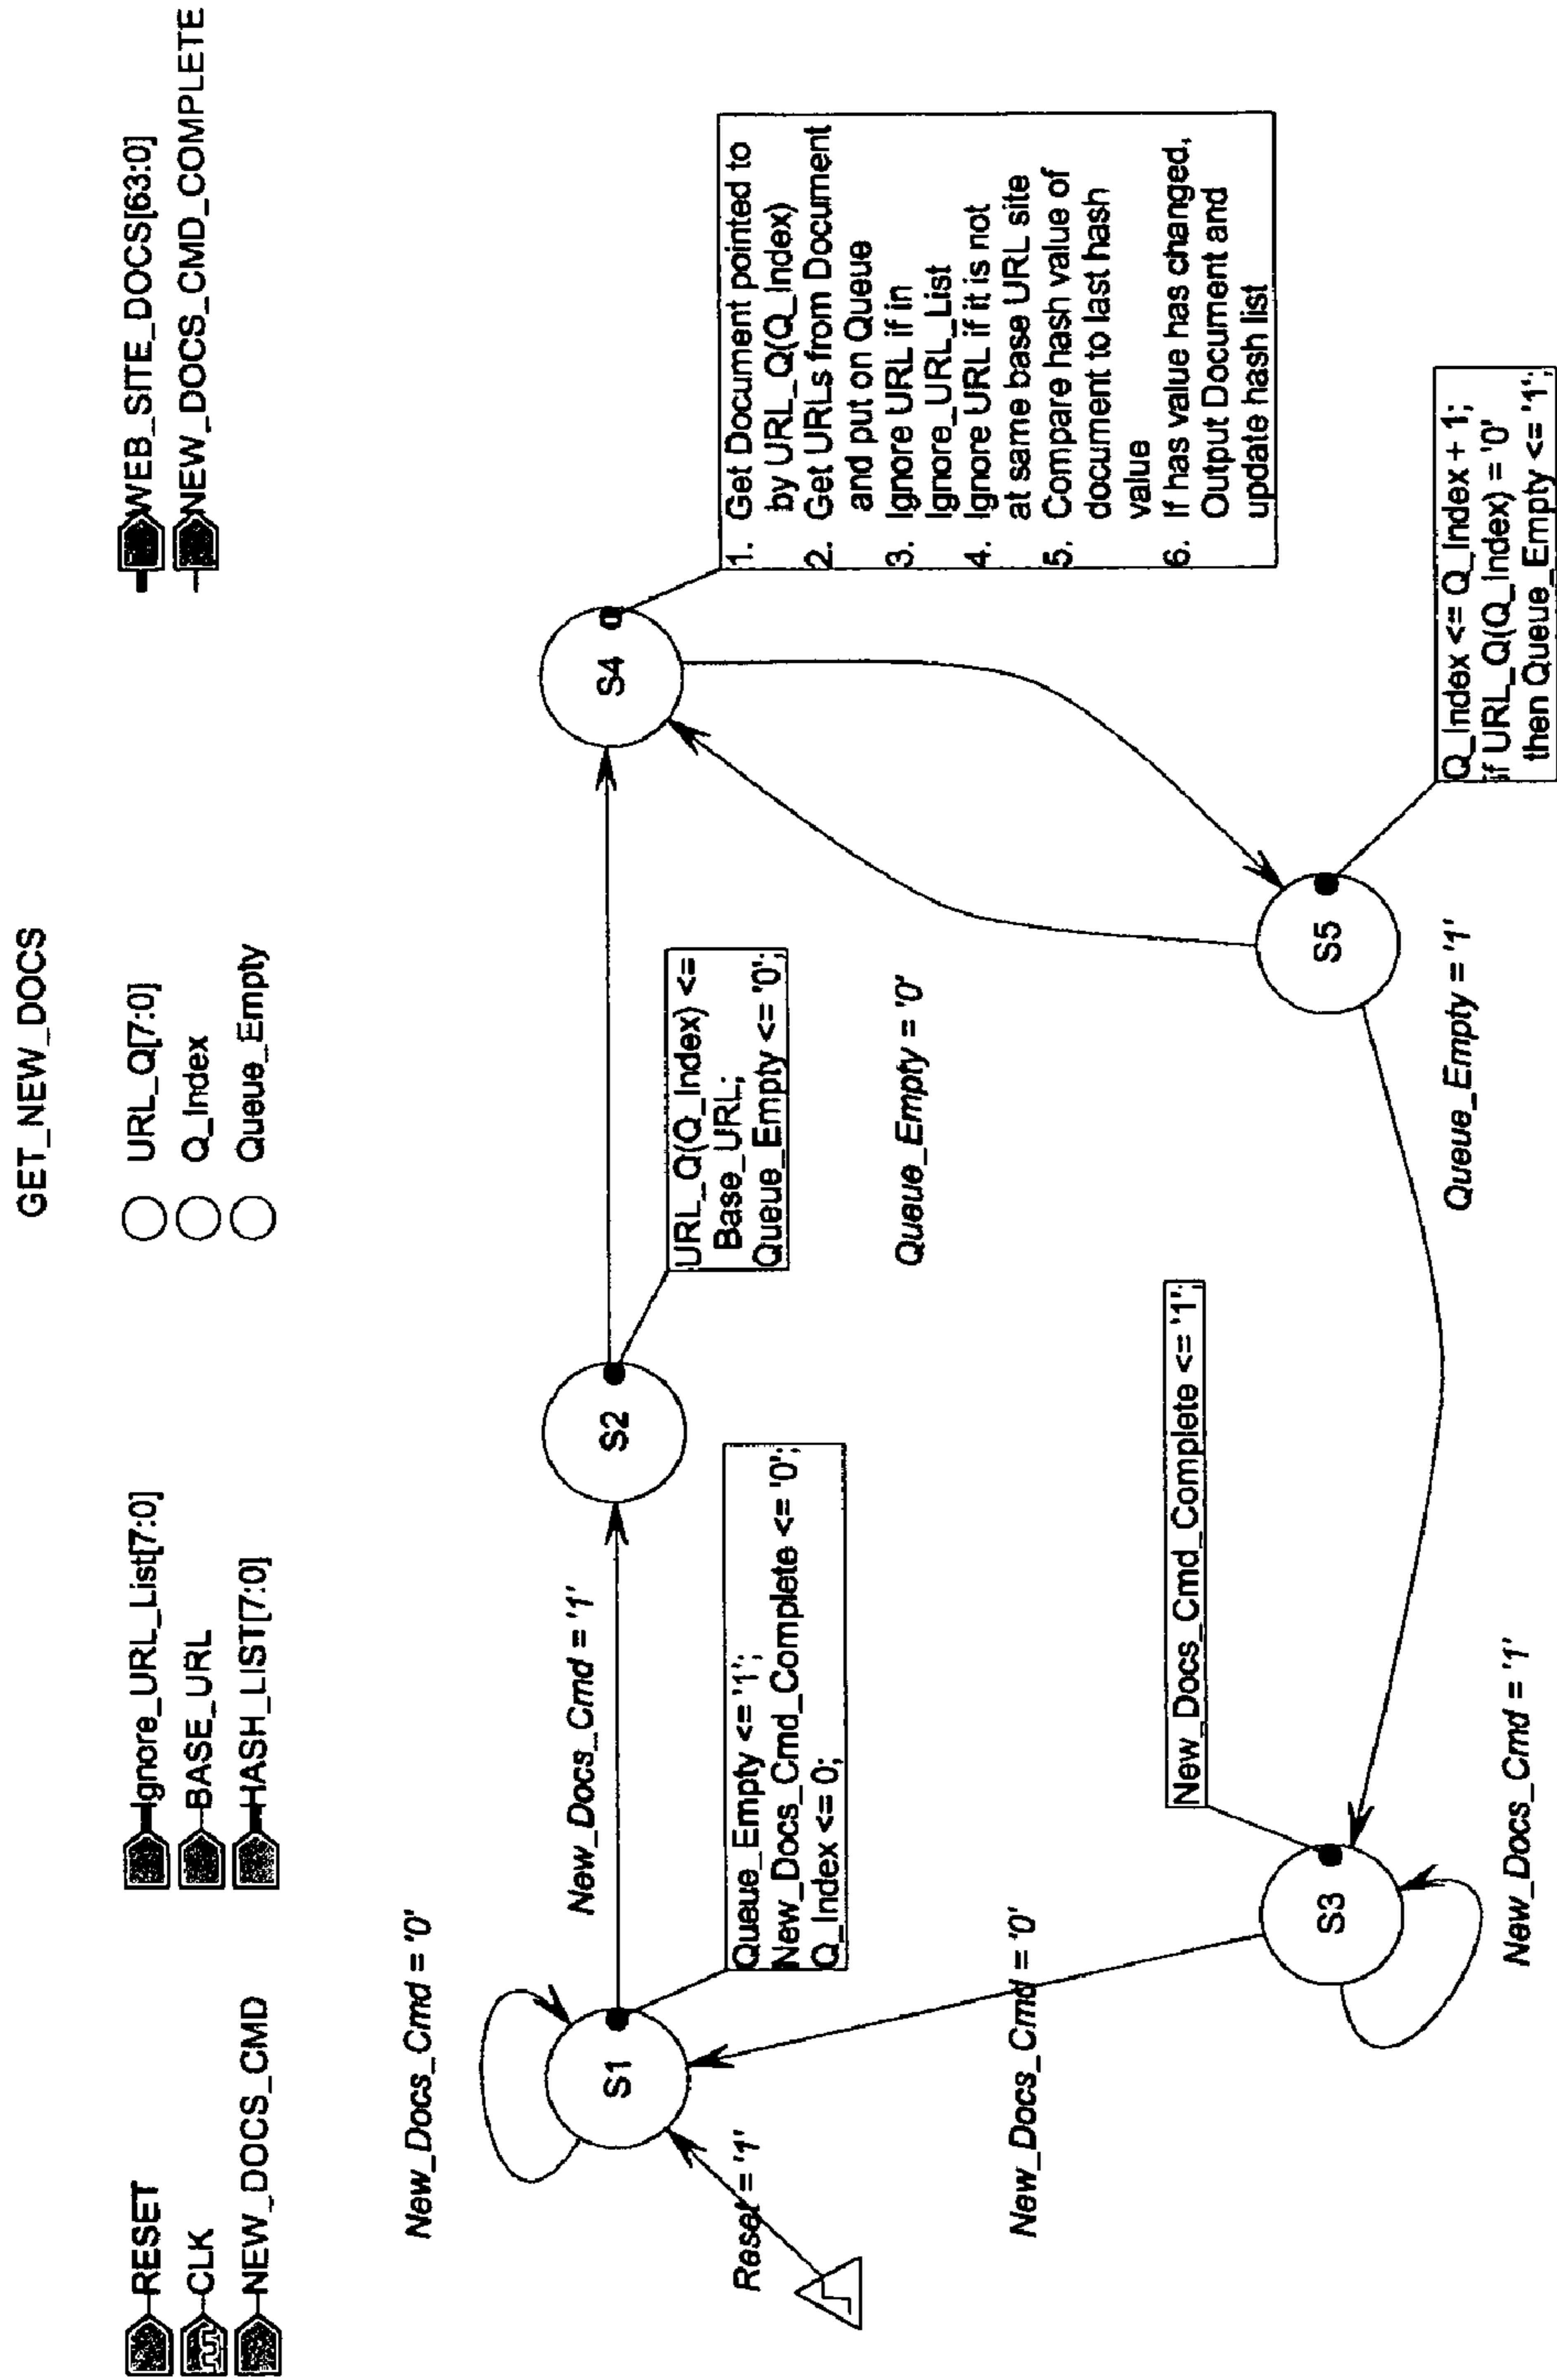 GET_NEW_DOCS
RESET
CLK
NEW_DOCS_CMD
Ignore_URL_List[7:0]
BASE_URL
HASH_LIST[7:0]
URL_Q[7:0]
Q_Index
Queue_Empty
WEB_SITE_DOCS[63:0]
NEW_DOCS_CMD_COMPLETE
New_Docs_Cmd = '0'
S1
Reset = '1'
New_Docs_Cmd = '1'
Queue_Empty <= '1';
New_Docs_Cmd_Complete <= '0';
Q_Index <= 0;
S2
URL_Q(Q_Index) <=
Base_URL;
Queue_Empty <= '0';
S4
1. Get Document pointed to
by URL_Q(Q_Index)
2. Get URLs from Document
and put on Queue
3. Ignore URL if in
Ignore_URL_List
4. Ignore URL if it is not
at same base URL site
5. Compare hash value of
document to last hash
value
6. If has value has changed,
Output Document and
update hash list
Queue_Empty = '0'
New_Docs_Cmd = '0'
New_Docs_Cmd_Complete <= '1';
S3
New_Docs_Cmd = '1'
Queue_Empty = '1'
S5
Q_Index <= Q_Index + 1;
if URL_Q(Q_Index) = '0'
then Queue_Empty <= '1';